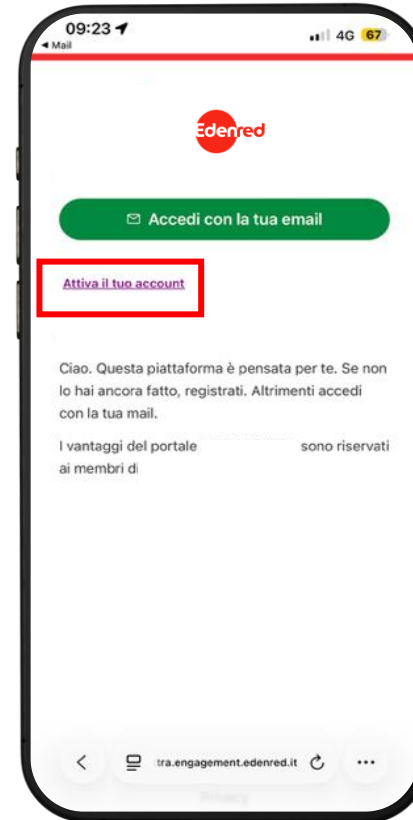 09:23
4G 67
◀ Mail
Edenred
Accedi con la tua email
Attiva il tuo account
Ciao. Questa piattaforma è pensata per te. Se non
lo hai ancora fatto, registrati. Altrimenti accedi
con la tua mail.
I vantaggi del portale sono riservati
ai membri di
tra.engagement.edenred.it
Privacy